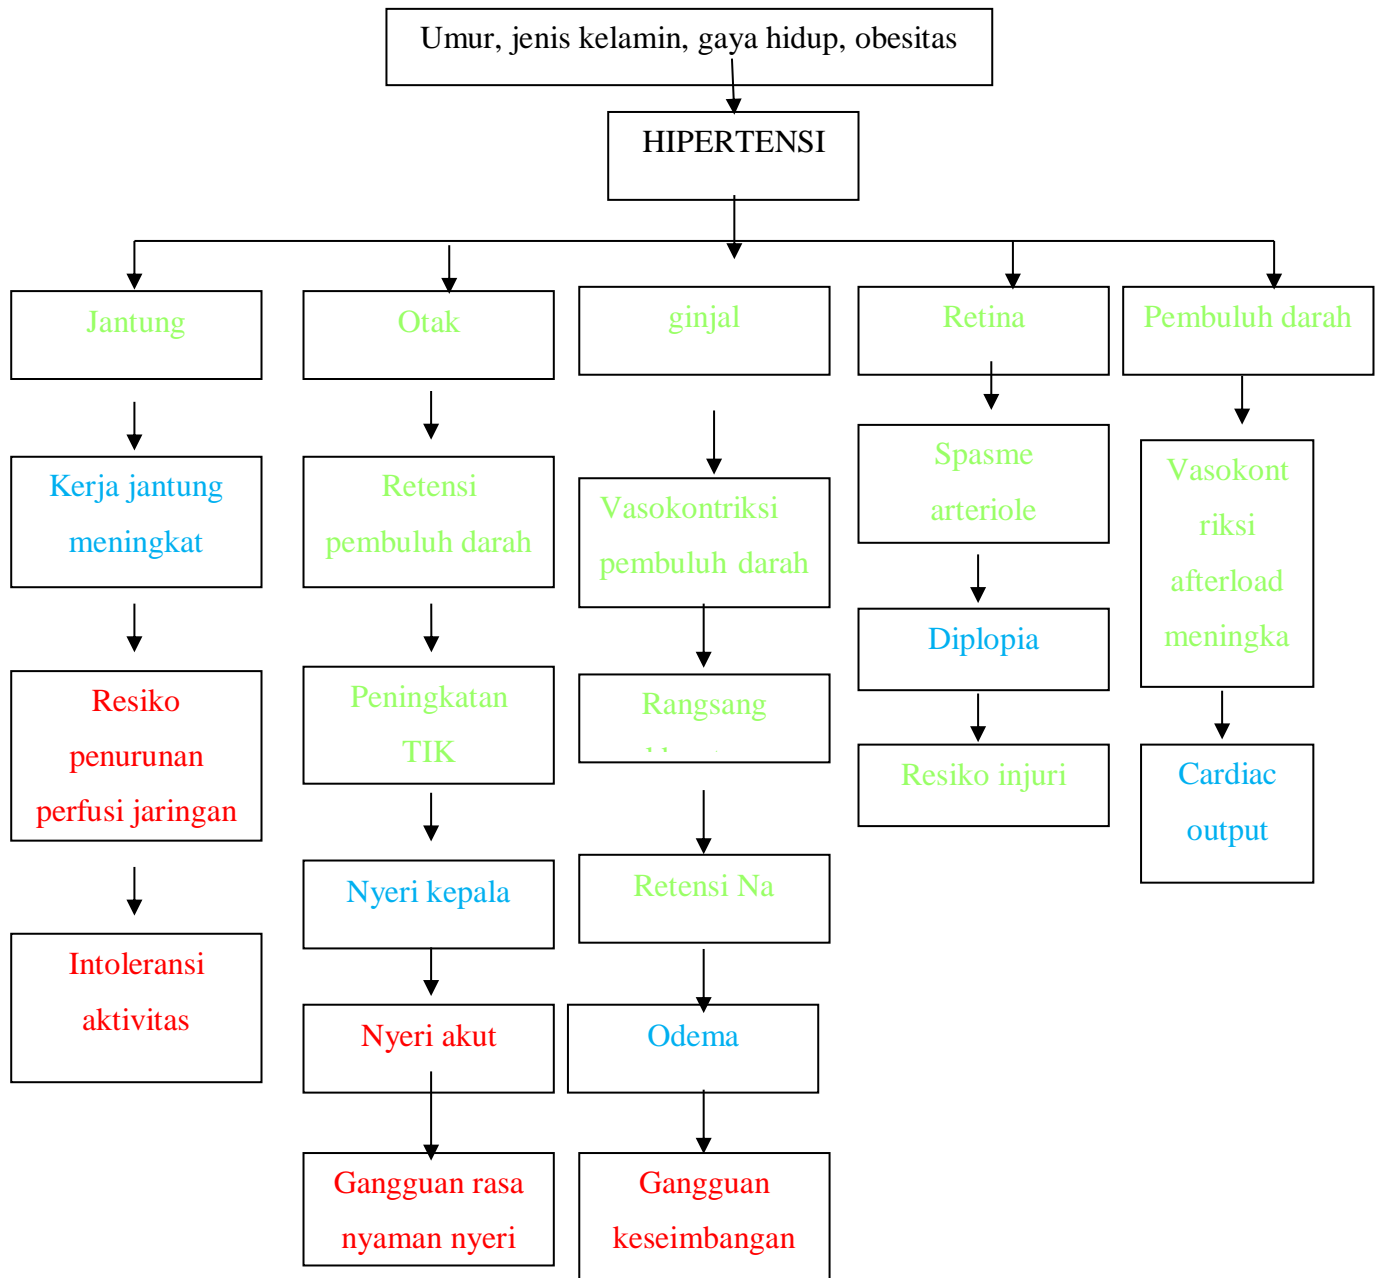 Umur, jenis kelamin, gaya hidup, obesitas
HIPERTENSI
Jantung
Otak
ginjal
Retina
Pembuluh darah
Kerja jantung
meningkat
Retensi
pembuluh darah
Vasokontriksi
pembuluh darah
Spasme
arteriole
Vasokont
riksi
afterload
meningka
Resiko
penurunan
perfusi jaringan
Peningkatan
TIK
Rangsang
Diplopia
Resiko injuri
Cardiac
output
Nyeri kepala
Retensi Na
Intoleransi
aktivitas
Nyeri akut
Odema
Gangguan rasa
nyaman nyeri
Gangguan
keseimbangan